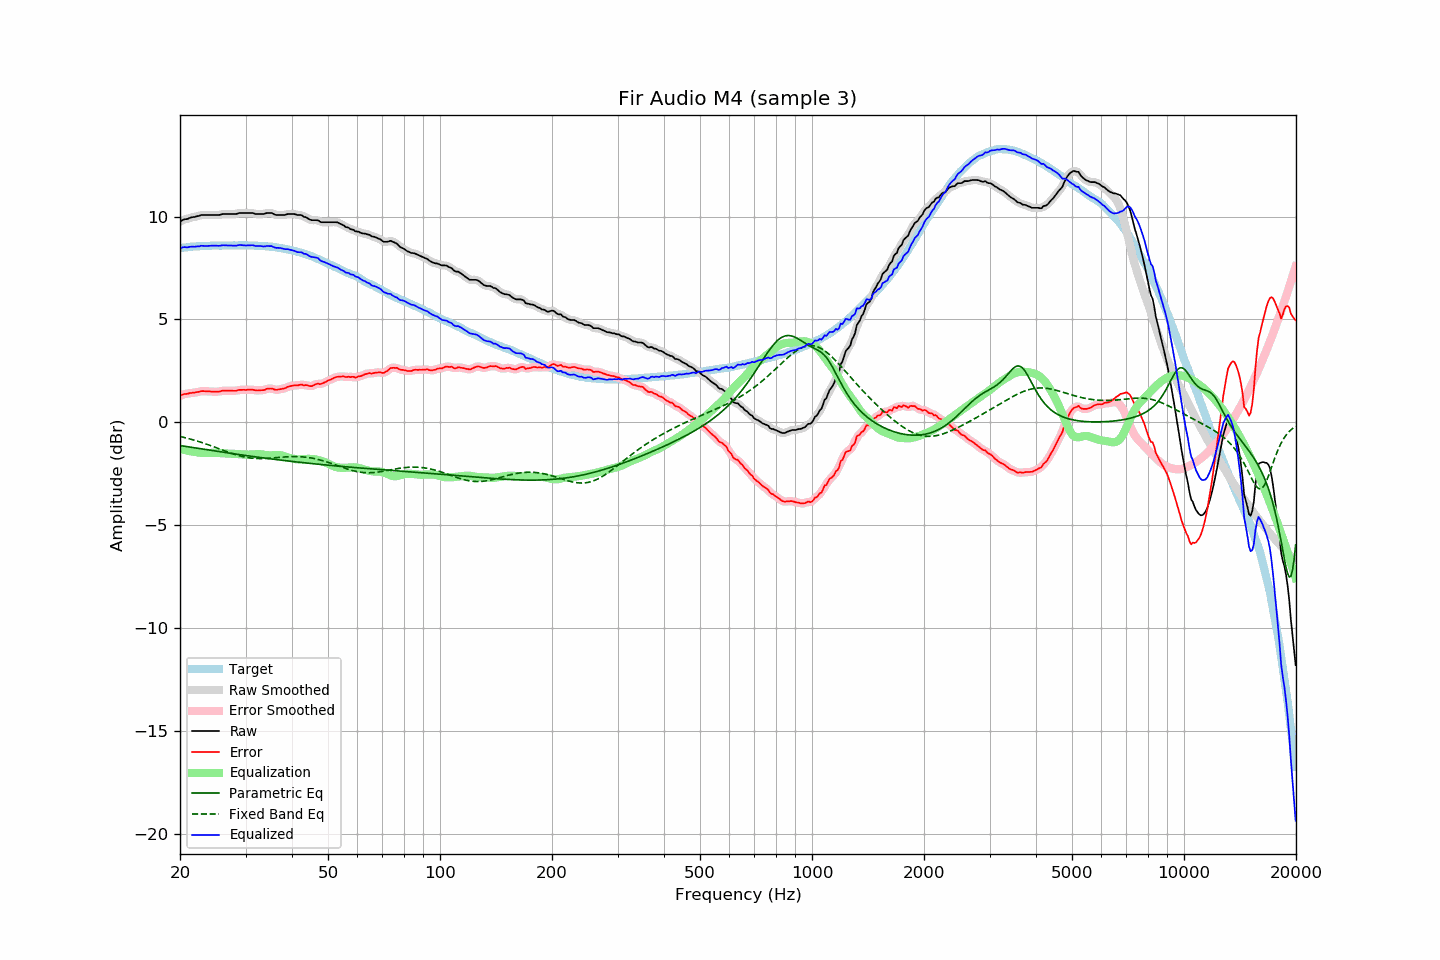 Fir Audio M4 (sample 3)
Amplitude (dBr)
10
5
0
−5
−10
−15
−20
Target
Raw Smoothed
Error Smoothed
Raw
Error
Equalization
Parametric Eq
Fixed Band Eq
Equalized
20 50 100 200 500 1000 2000 5000 10000 20000
Frequency (Hz)